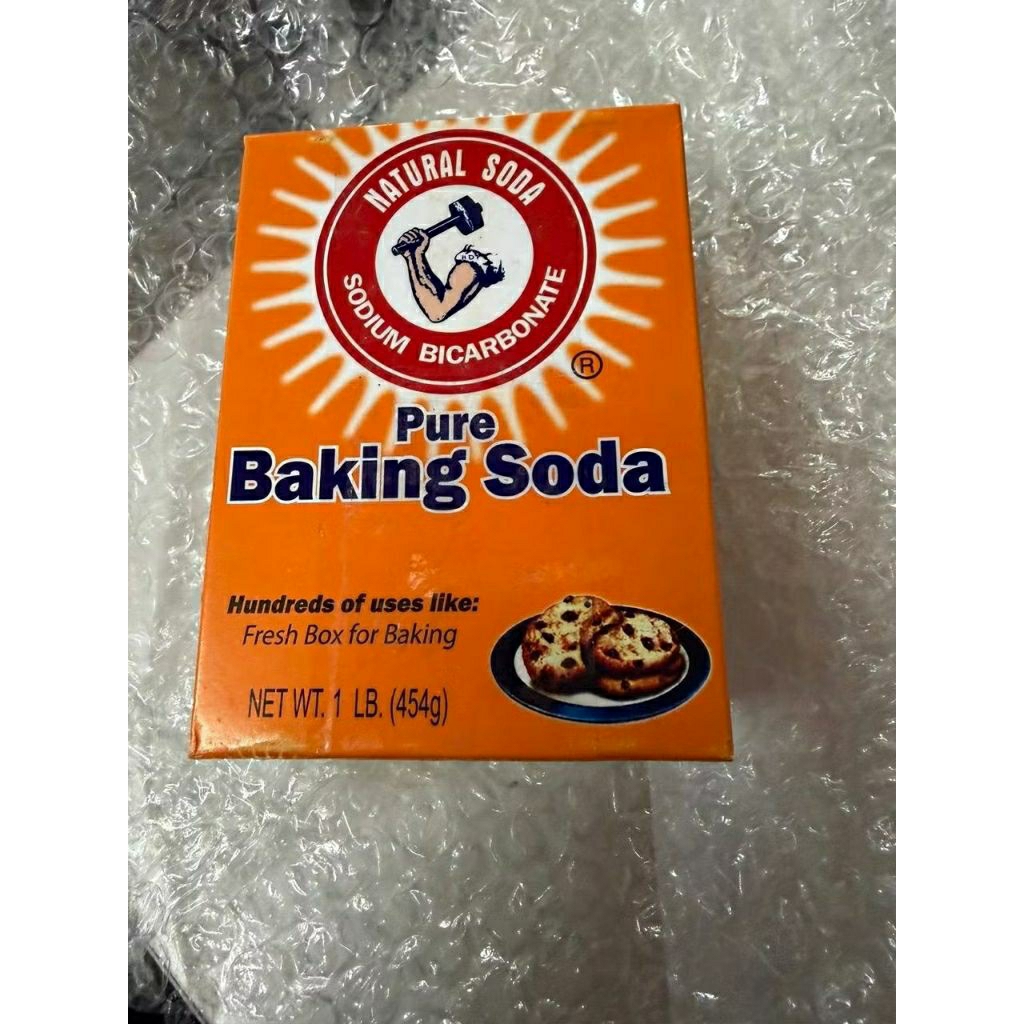 NATURAL SODA
SODIUM BICARBONATE
®
Pure
Baking Soda
Hundreds of uses like:
Fresh Box for Baking
NET WT. 1 LB. (454g)